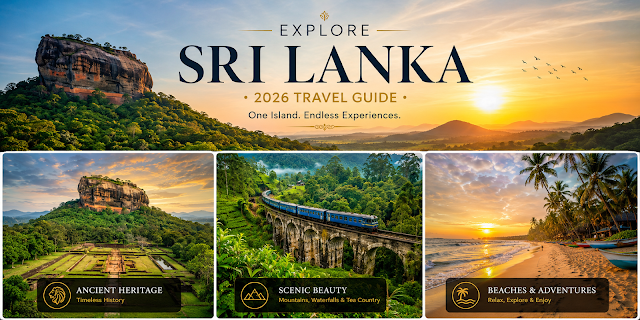 EXPLORE
SRI LANKA
• 2026 TRAVEL GUIDE •
One Island. Endless Experiences.
ANCIENT HERITAGE
Timeless History
SCENIC BEAUTY
Mountains, Waterfalls & Tea Country
BEACHES & ADVENTURES
Relax, Explore & Enjoy